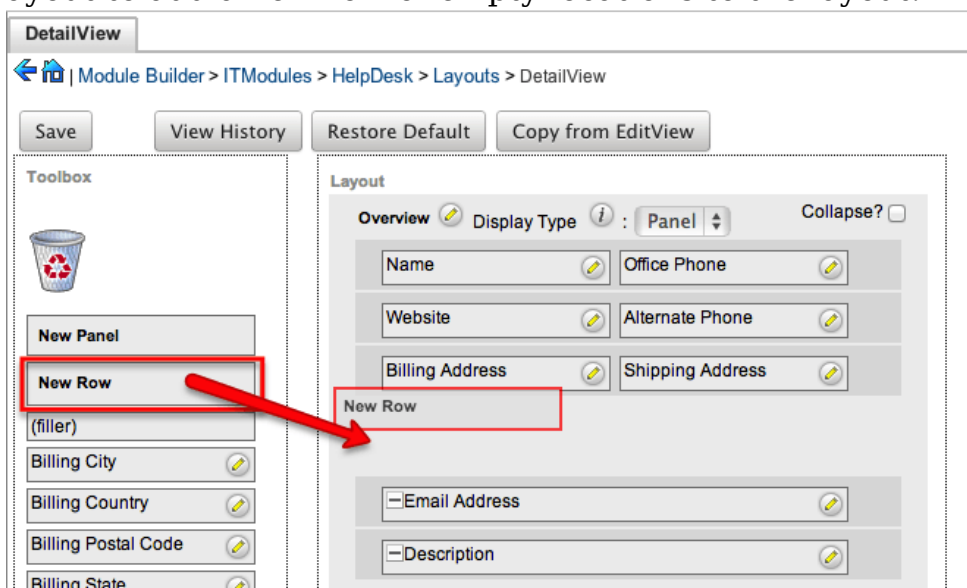 DetailView
| Module Builder > ITModules > HelpDesk > Layouts > DetailView
Save View History Restore Default Copy from EditView
Toolbox
New Panel
New Row
(filler)
Billing City
Billing Country
Billing Postal Code
Billing State
Layout
Overview Display Type i : Panel Collapse?
Name Office Phone
Website Alternate Phone
Billing Address Shipping Address
New Row
Email Address
Description